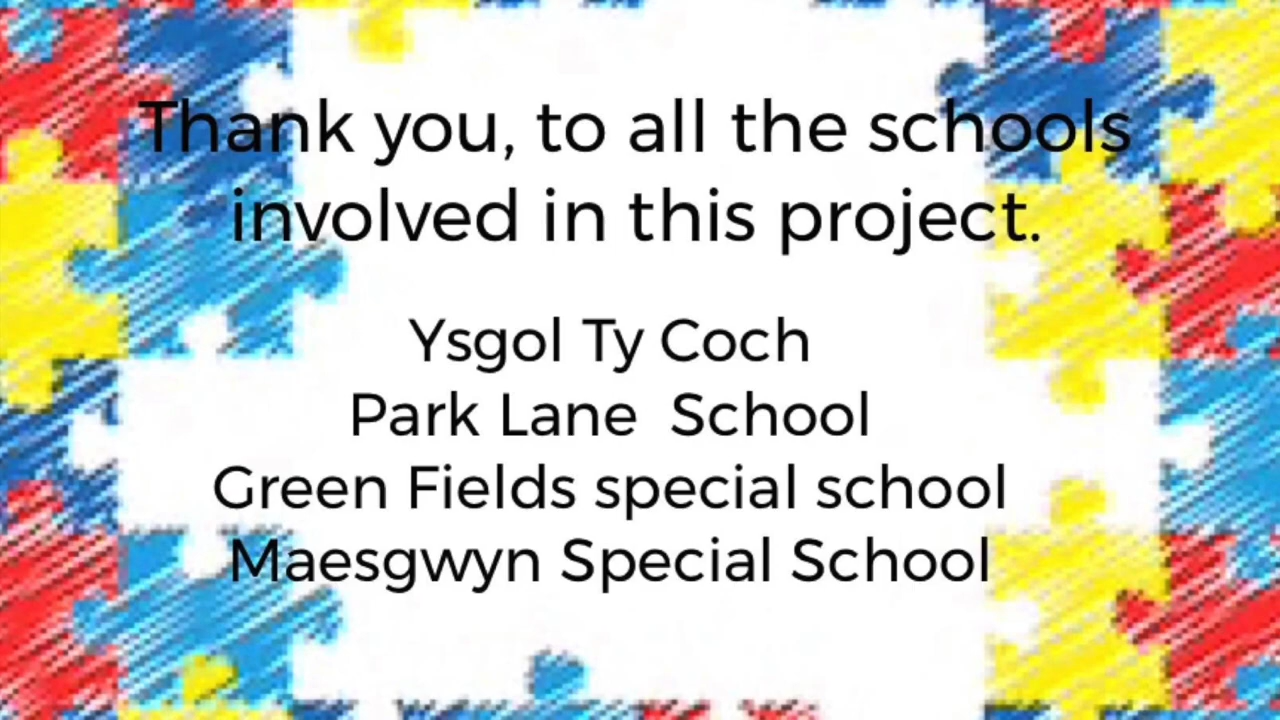 Thank you, to all the schools
involved in this project.
Ysgol Ty Coch
Park Lane School
Green Fields special school
Maesgwyn Special School